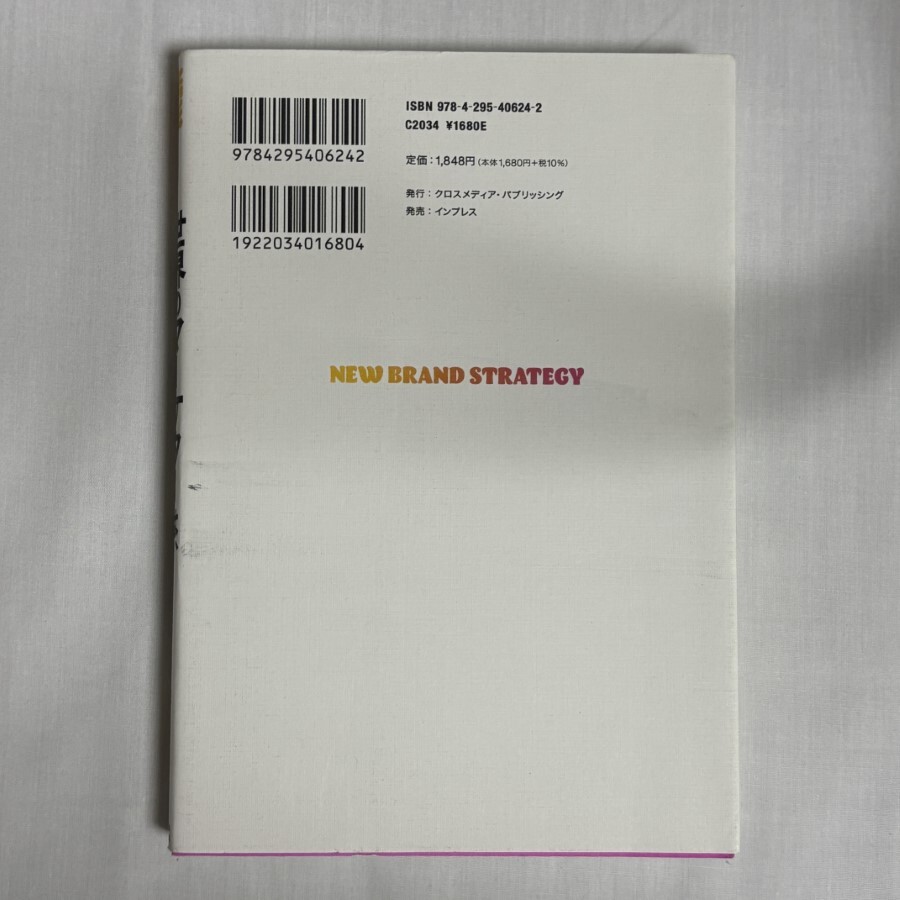 9784295406242
1922034016804
ISBN 978-4-295-40624-2
C2034 ¥1680E
定価：1,848円（本体1,680円＋税10％）
発行：クロスメディア・パブリッシング
発売：インプレス
NEW BRAND STRATEGY